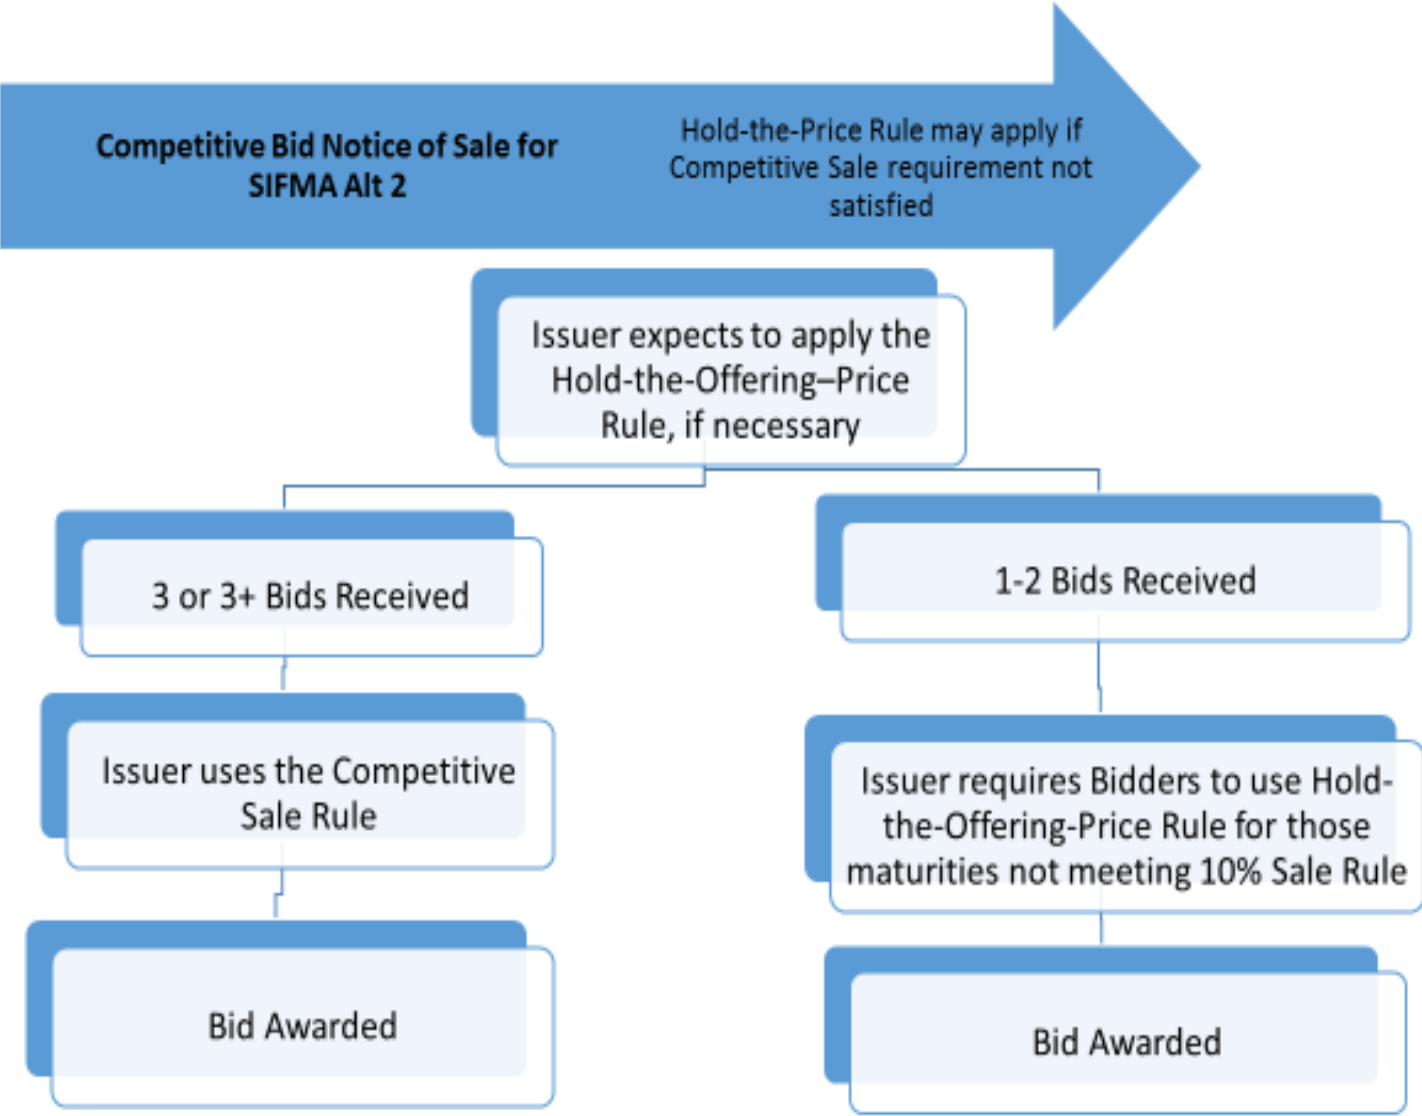 Competitive Bid Notice of Sale for
SIFMA Alt 2
Hold-the-Price Rule may apply if
Competitive Sale requirement not
satisfied
Issuer expects to apply the
Hold-the-Offering–Price
Rule, if necessary
3 or 3+ Bids Received
Issuer uses the Competitive
Sale Rule
Bid Awarded
1-2 Bids Received
Issuer requires Bidders to use Hold-
the-Offering-Price Rule for those
maturities not meeting 10% Sale Rule
Bid Awarded